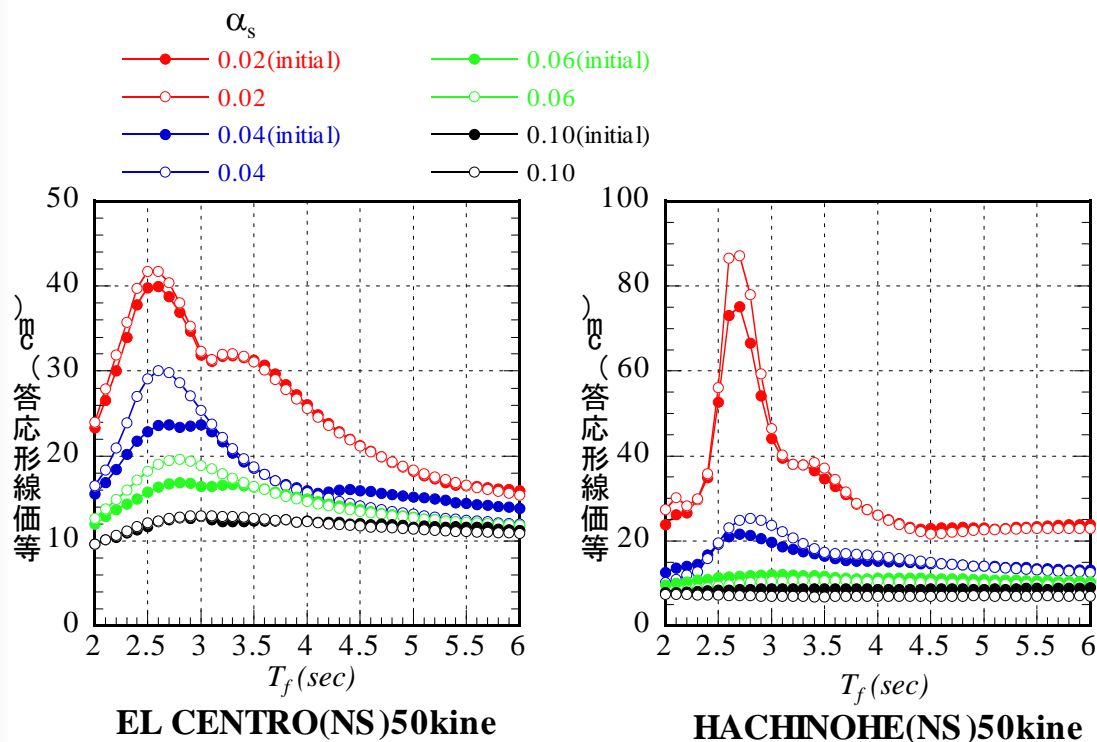 αs
0.02(initial)
0.02
0.04(initial)
0.04
0.06(initial)
0.06
0.10(initial)
0.10
等価線形応答(cm)
50
40
30
20
10
0
2 2.5 3 3.5 4 4.5 5 5.5 6
Tf (sec)
EL CENTRO(NS)50kine
等価線形応答(cm)
100
80
60
40
20
0
2 2.5 3 3.5 4 4.5 5 5.5 6
Tf (sec)
HACHINOHE(NS)50kine